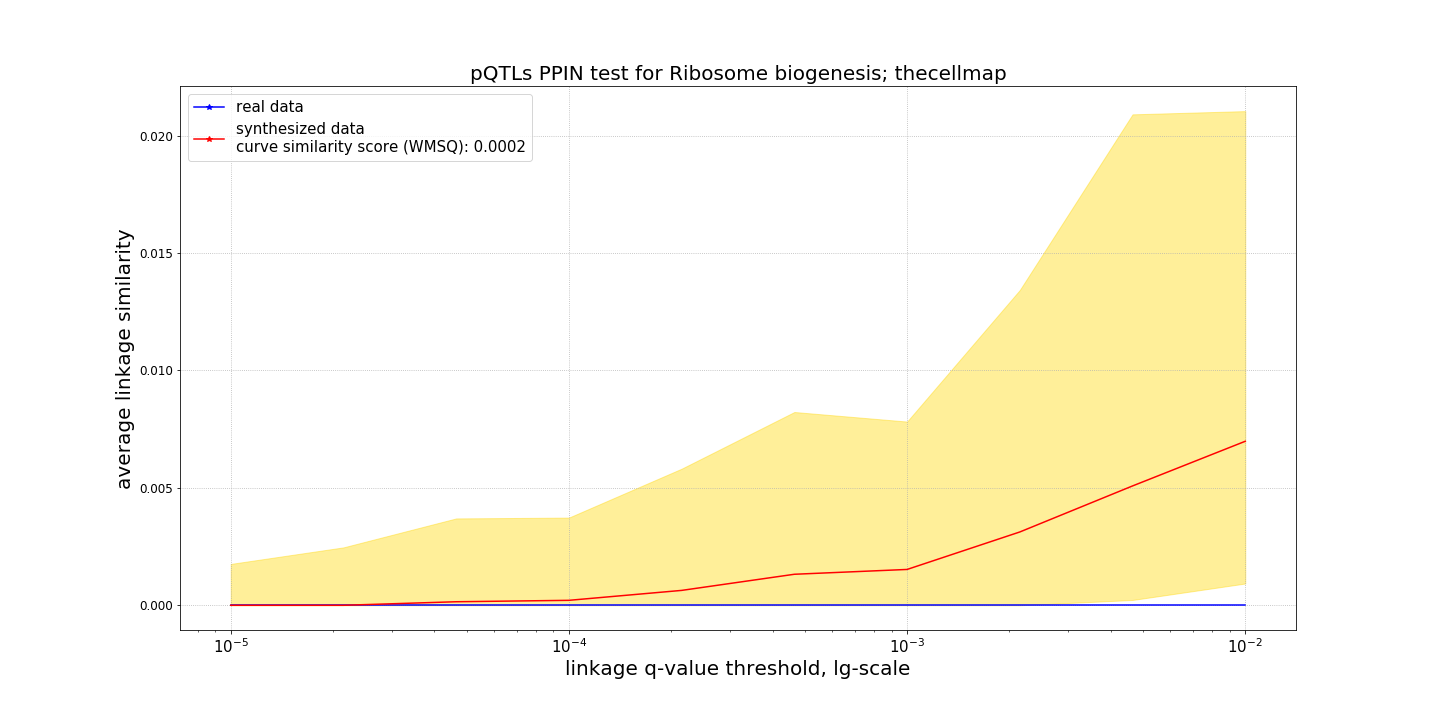 pQTLs PPIN test for Ribosome biogenesis; thecellmap
real data
synthesized data
curve similarity score (WMSQ): 0.0002
average linkage similarity
0.020
0.015
0.010
0.005
0.000
10⁻⁵ 10⁻⁴ 10⁻³ 10⁻²
linkage q-value threshold, lg-scale